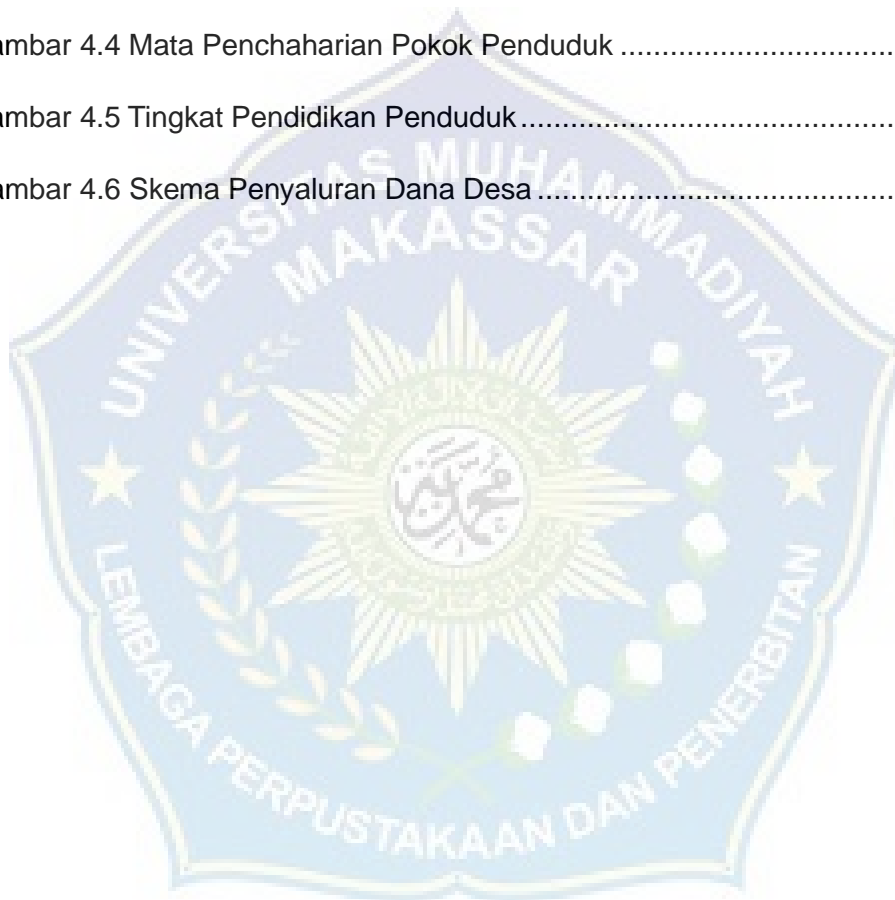 ambar 4.4 Mata Penchaharian Pokok Penduduk ..................................
ambar 4.5 Tingkat Pendidikan Penduduk ..............................................
ambar 4.6 Skema Penyaluran Dana Desa ............................................
UNIVERSITAS MUHAMMADIYAH
MAKASSAR
LEMBAGA PERPUSTAKAAN DAN PENERBITAN